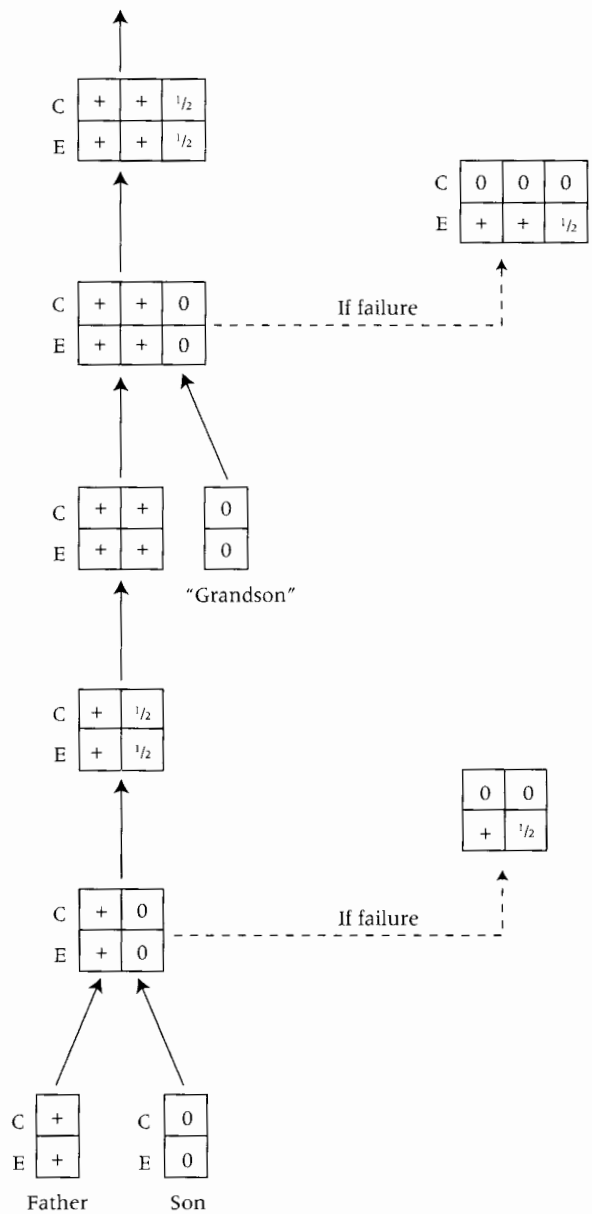 C + + 1/2
E + + 1/2
C 0 0 0
E + + 1/2
C + + 0
E + + 0
If failure
C + + 0
E + + 0
"Grandson"
C + 1/2
E + 1/2
0 0
+ 1/2
C + 0
E + 0
If failure
C + C 0
E + E 0
Father Son